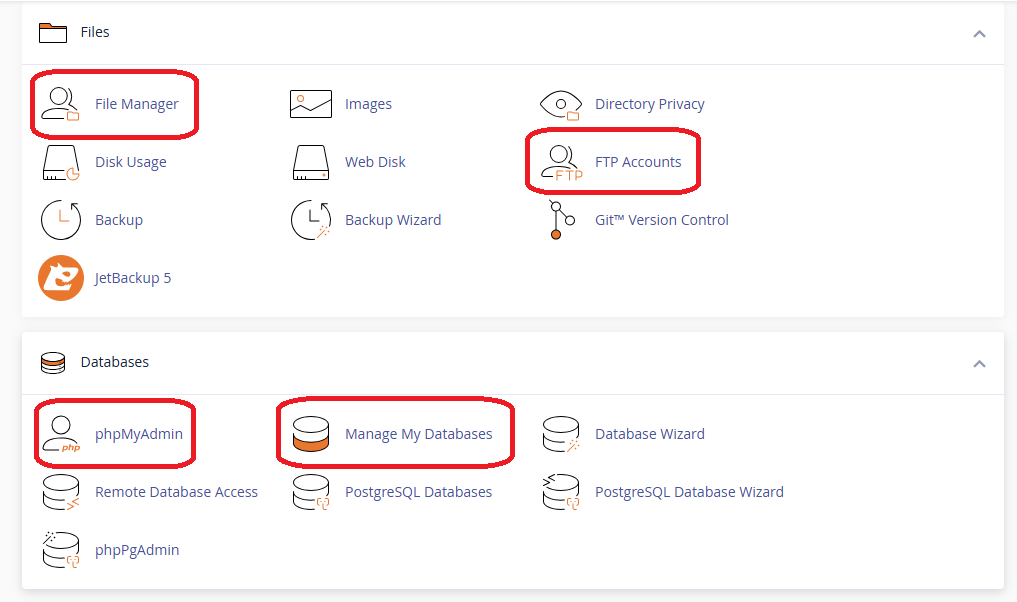 Files
File Manager
Images
Directory Privacy
Disk Usage
Web Disk
FTP
FTP Accounts
Backup
Backup Wizard
Git™ Version Control
JetBackup 5
Databases
php
phpMyAdmin
Manage My Databases
Database Wizard
Remote Database Access
PostgreSQL Databases
PostgreSQL Database Wizard
phpPgAdmin